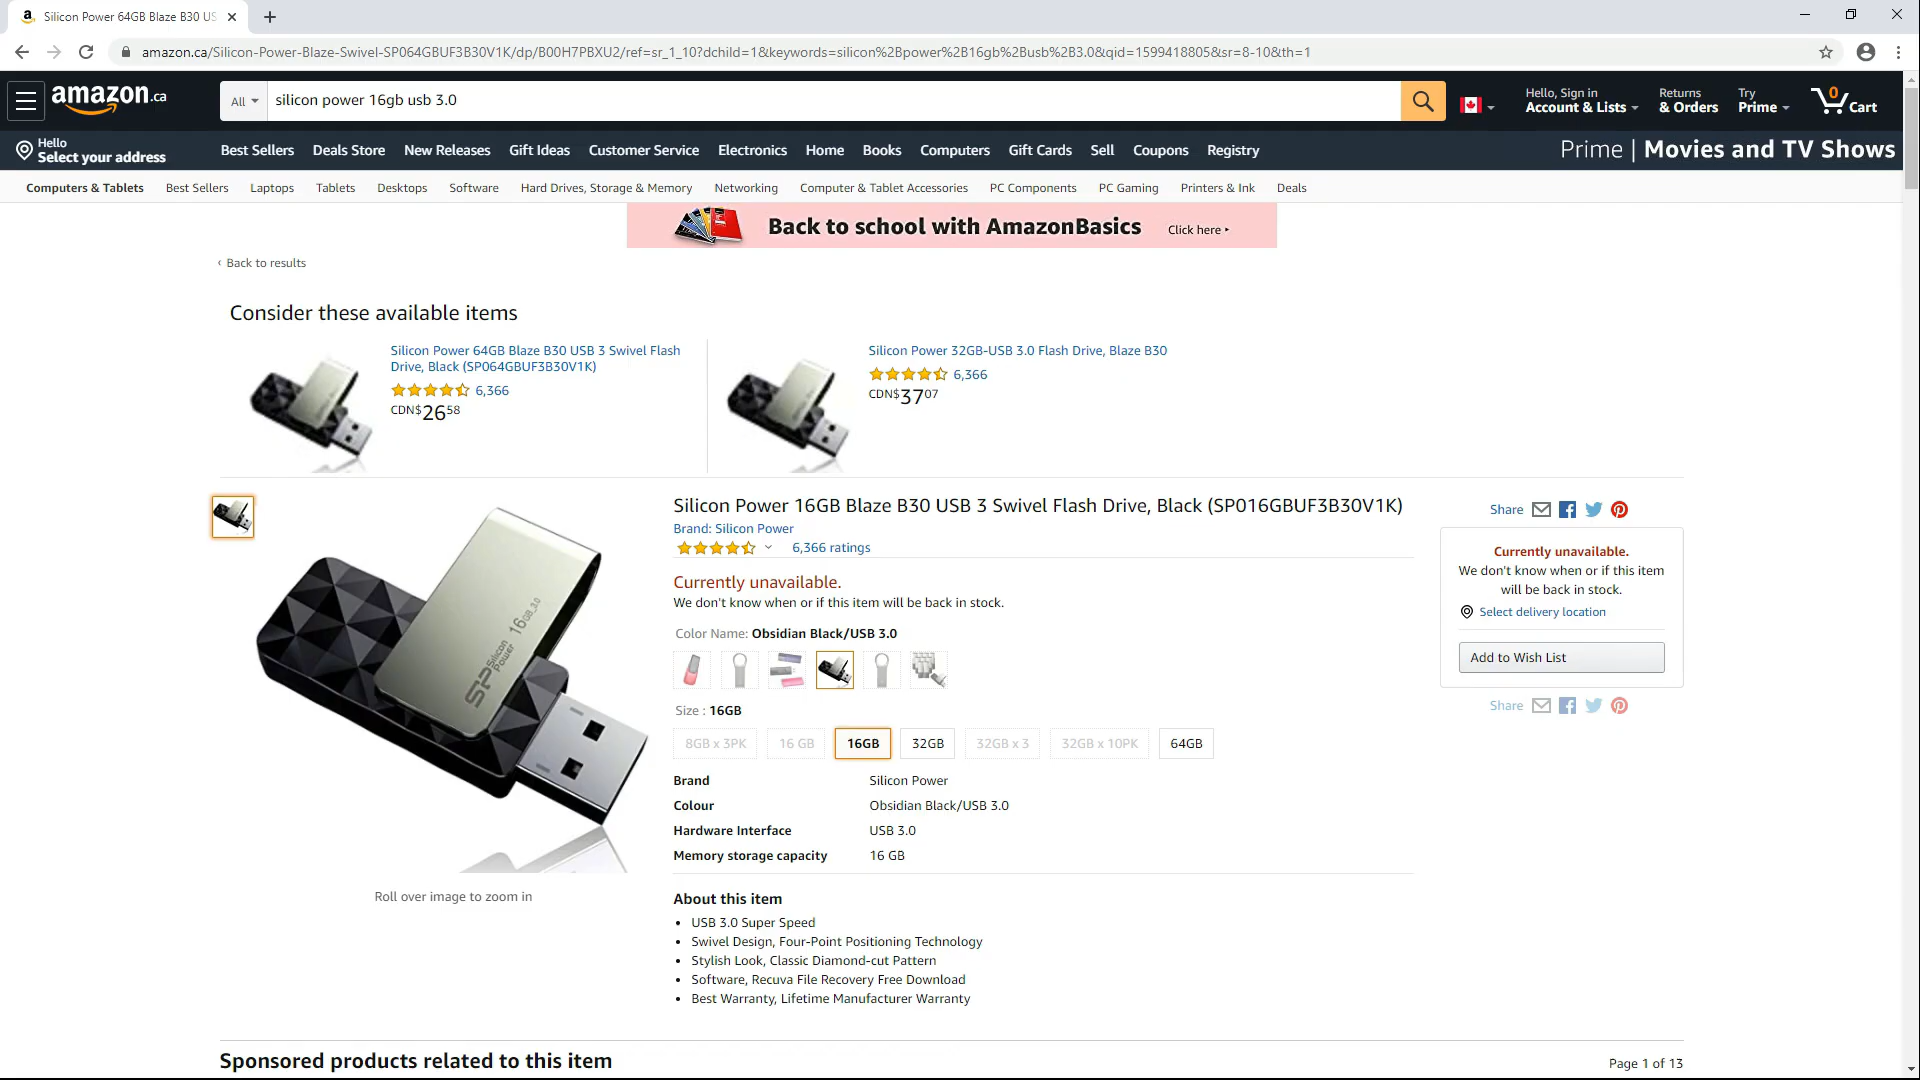 Silicon Power 64GB Blaze B30 US
amazon.ca/Silicon-Power-Blaze-Swivel-SP064GBUF3B30V1K/dp/B00H7PBXU2/ref=sr_1_10?dchild=1&keywords=silicon%2Bpower%2B16gb%2Busb%2B3.0&qid=1599418805&sr=8-10&th=1
amazon.ca
All
silicon power 16gb usb 3.0
Hello, Sign in
Account & Lists
Returns
& Orders
Try
Prime
0
Cart
Hello
Select your address
Best Sellers Deals Store New Releases Gift Ideas Customer Service Electronics Home Books Computers Gift Cards Sell Coupons Registry
Prime | Movies and TV Shows
Computers & Tablets Best Sellers Laptops Tablets Desktops Software Hard Drives, Storage & Memory Networking Computer & Tablet Accessories PC Components PC Gaming Printers & Ink Deals
Back to school with AmazonBasics Click here ▸
‹ Back to results
Consider these available items
Silicon Power 64GB Blaze B30 USB 3 Swivel Flash
Drive, Black (SP064GBUF3B30V1K)
6,366
CDN$ 26 58
Silicon Power 32GB-USB 3.0 Flash Drive, Blaze B30
6,366
CDN$ 37 07
SP Silicon Power 16GB 3.0
Roll over image to zoom in
Silicon Power 16GB Blaze B30 USB 3 Swivel Flash Drive, Black (SP016GBUF3B30V1K)
Brand: Silicon Power
6,366 ratings
Currently unavailable.
We don't know when or if this item will be back in stock.
Color Name: Obsidian Black/USB 3.0
Size : 16GB
8GB x 3PK 16 GB 16GB 32GB 32GB x 3 32GB x 10PK 64GB
Brand Silicon Power
Colour Obsidian Black/USB 3.0
Hardware Interface USB 3.0
Memory storage capacity 16 GB
About this item
• USB 3.0 Super Speed
• Swivel Design, Four-Point Positioning Technology
• Stylish Look, Classic Diamond-cut Pattern
• Software, Recuva File Recovery Free Download
• Best Warranty, Lifetime Manufacturer Warranty
Share
Currently unavailable.
We don't know when or if this item
will be back in stock.
Select delivery location
Add to Wish List
Share
Sponsored products related to this item
Page 1 of 13